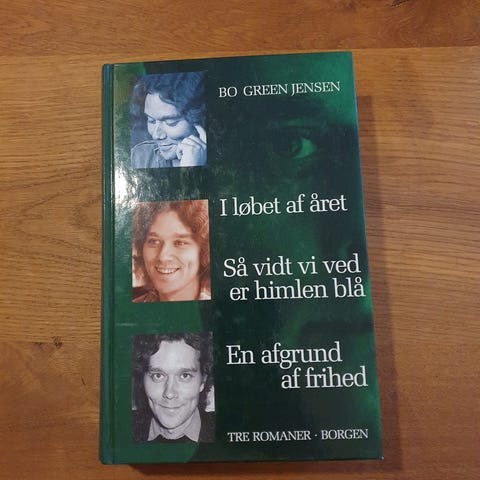 BO GREEN JENSEN
I løbet af året
Så vidt vi ved
er himlen blå
En afgrund
af frihed
TRE ROMANER · BORGEN